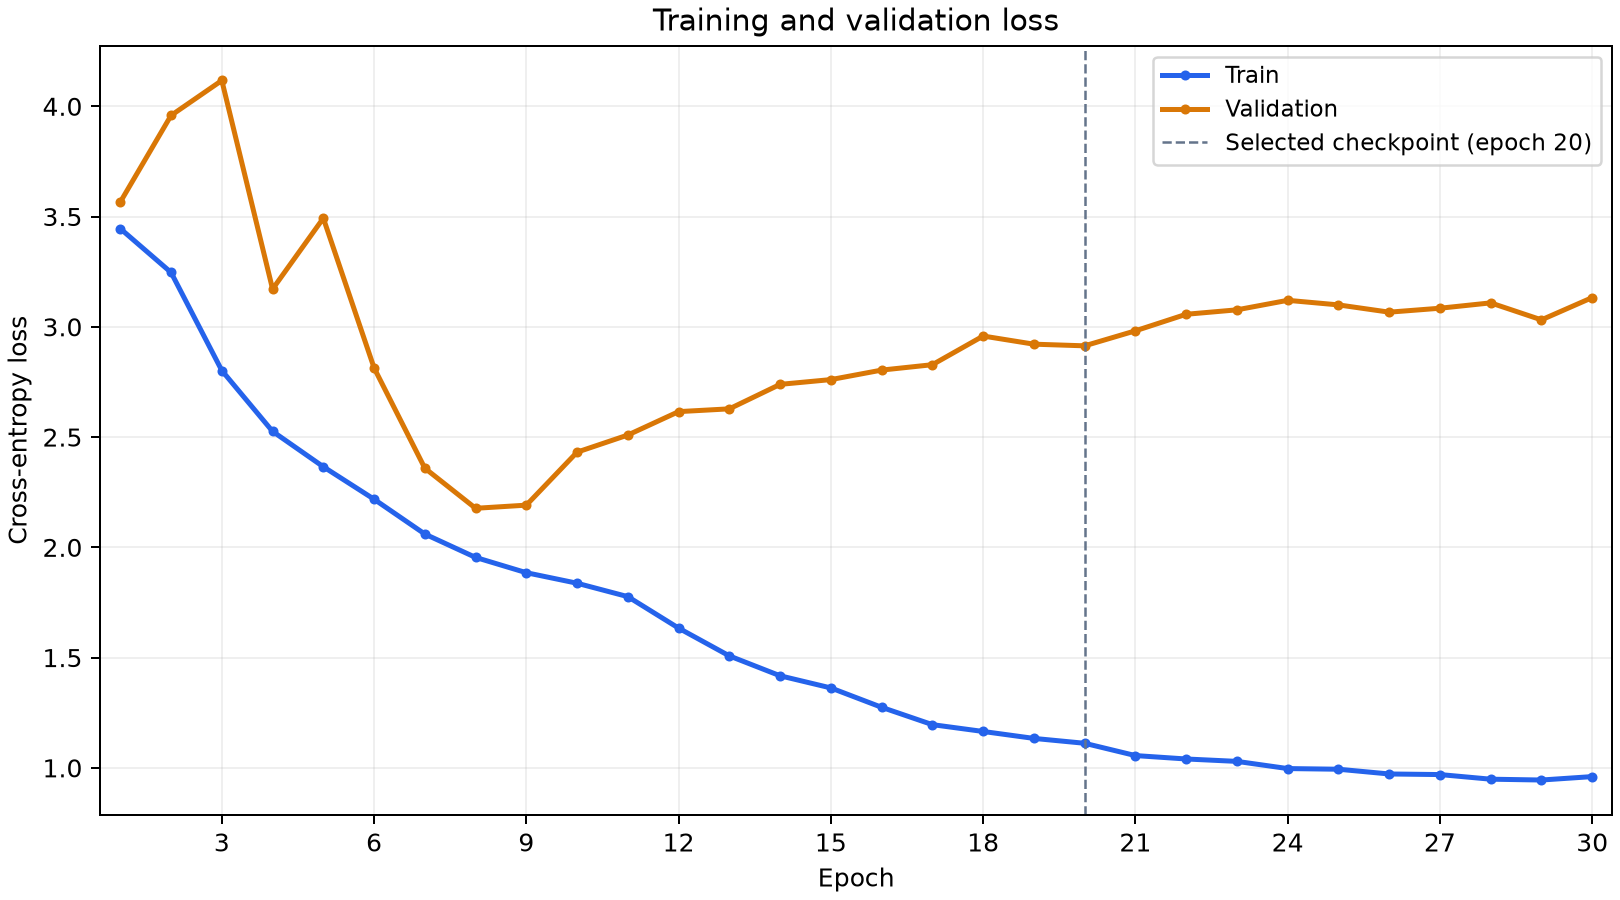 Training and validation loss
Train
Validation
Selected checkpoint (epoch 20)
Cross-entropy loss
4.0
3.5
3.0
2.5
2.0
1.5
1.0
3 6 9 12 15 18 21 24 27 30
Epoch